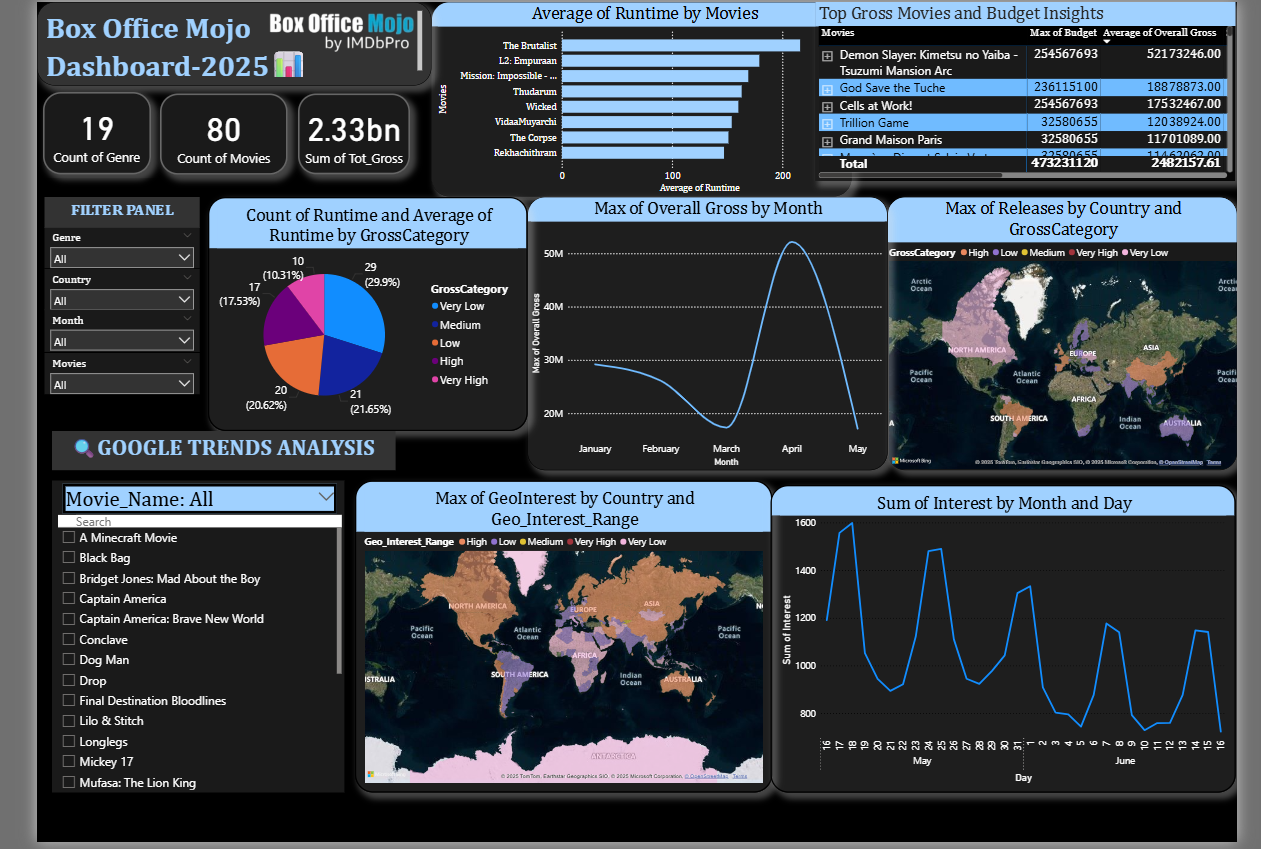 Box Office Mojo
Dashboard-2025
Box Office Mojo
by IMDbPro
19
Count of Genre
80
Count of Movies
2.33bn
Sum of Tot_Gross
Average of Runtime by Movies
Movies
The Brutalist
L2: Empuraan
Mission: Impossible - ...
Thudarum
Wicked
VidaaMuyarchi
The Corpse
Rekhachithram
0 100 200
Average of Runtime
Top Gross Movies and Budget Insights
Movies Max of Budget Average of Overall Gross
Demon Slayer: Kimetsu no Yaiba - 254567693 52173246.00
Tsuzumi Mansion Arc
God Save the Tuche 236115100 18878873.00
Cells at Work! 254567693 17532467.00
Trillion Game 32580655 12038924.00
Grand Maison Paris 32580655 11701089.00
Total 473231120 2482157.61
FILTER PANEL
Genre
All
Country
All
Month
All
Movies
All
Count of Runtime and Average of
Runtime by GrossCategory
29
(29.9%)
21
(21.65%)
20
(20.62%)
17
(17.53%)
10
(10.31%)
GrossCategory
Very Low
Medium
Low
High
Very High
Max of Overall Gross by Month
Max of Overall Gross
50M
40M
30M
20M
January February March April May
Month
Max of Releases by Country and
GrossCategory
GrossCategory High Low Medium Very High Very Low
Arctic
Ocean
Arctic
Ocean
NORTH AMERICA
EUROPE
ASIA
Pacific
Ocean
Atlantic
Ocean
Pacific
Ocean
AFRICA
SOUTH AMERICA
Indian
Ocean
AUSTRALIA
Microsoft Bing
© 2025 TomTom, Earthstar Geographics SIO, © 2025 Microsoft Corporation, © OpenStreetMap Terms
GOOGLE TRENDS ANALYSIS
Movie_Name: All
Search
A Minecraft Movie
Black Bag
Bridget Jones: Mad About the Boy
Captain America
Captain America: Brave New World
Conclave
Dog Man
Drop
Final Destination Bloodlines
Lilo & Stitch
Longlegs
Mickey 17
Mufasa: The Lion King
Max of GeoInterest by Country and
Geo_Interest_Range
Geo_Interest_Range High Low Medium Very High Very Low
NORTH AMERICA
EUROPE
ASIA
Pacific
Ocean
Atlantic
Ocean
Pacific
Ocean
AFRICA
STRALIA
SOUTH AMERICA
Indian
Ocean
AUSTRALIA
ANTARCTICA
© 2025 TomTom, Earthstar Geographics SIO, © 2025 Microsoft Corporation, © OpenStreetMap Terms
Sum of Interest by Month and Day
Sum of Interest
1600
1400
1200
1000
800
16 17 18 19 20 21 22 23 24 25 26 27 28 29 30 31 1 2 3 4 5 6 7 8 9 10 11 12 13 14 15 16
May June
Day